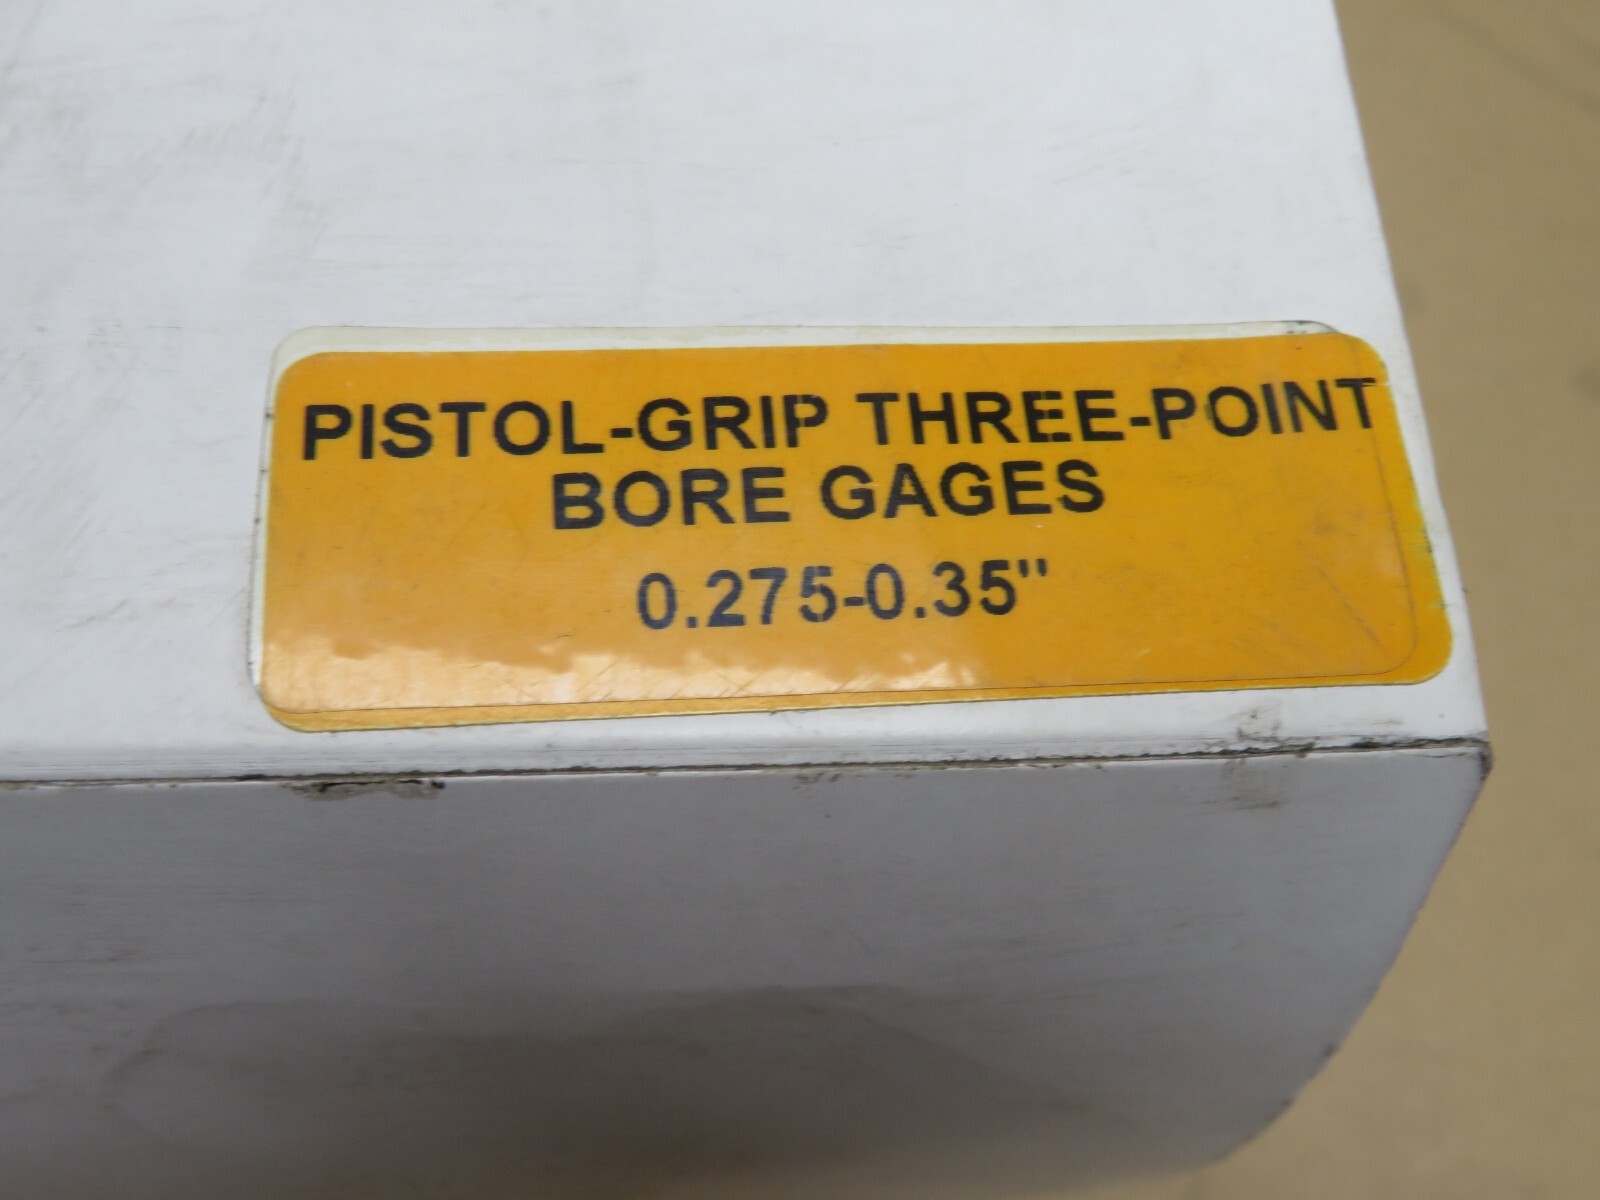 PISTOL-GRIP THREE-POINT
BORE GAGES
0.275-0.35"